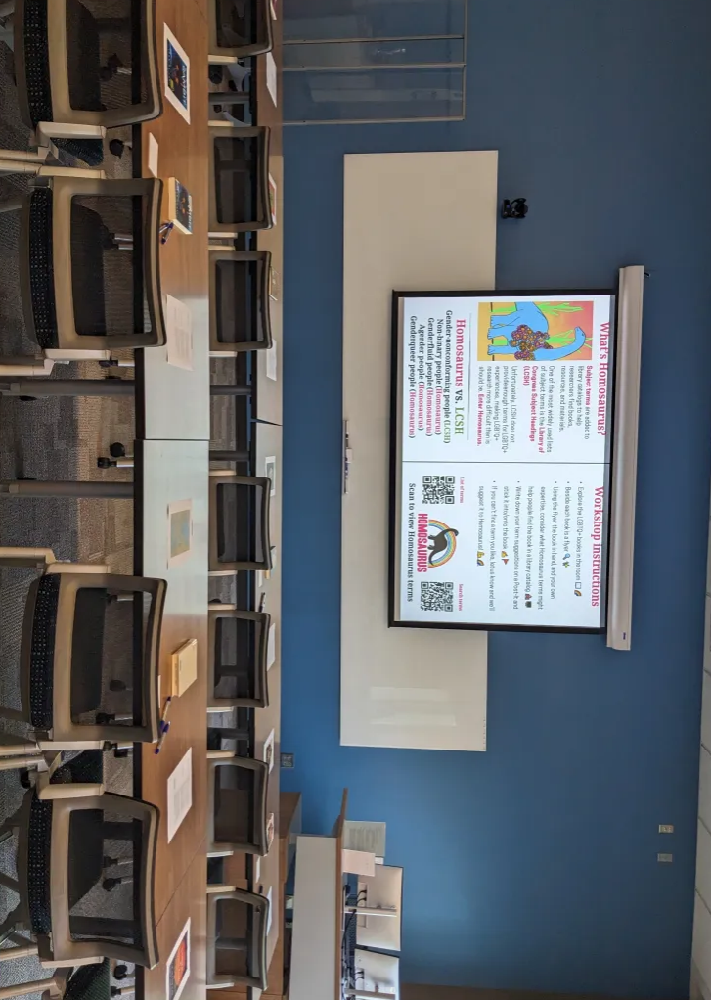 What's Homosaurus?
Subject terms are added to
library catalogs to help
researchers find books,
resources, and materials.
One of the most widely used lists
of subject terms is the Library of
Congress Subject Headings
(LCSH)
Unfortunately, LCSH does not
provide enough terms for LGBTQ+
experiences, making LGBTQ+
research more difficult than it
should be. Enter Homosaurus.
Homosaurus vs. LCSH
Gender-nonconforming people (LCSH)
Non-binary people (Homosaurus)
Genderfluid people (Homosaurus)
Agender people (Homosaurus)
Genderqueer people (Homosaurus)
Workshop Instructions
• Explore the LGBTQ+ books in the room
• Beside each book is a flyer
• Using the flyer, the book in hand, and your own
expertise, consider what Homosaurus terms might
help people find the book in a library catalog
• Write down your term suggestions on a Post-it and
stick it into/onto the book
• If you can't find a term you like, let us know and we'll
suggest it to Homosaurus!
List of terms
Search terms
HOMOSAURUS
Scan to view Homosaurus terms